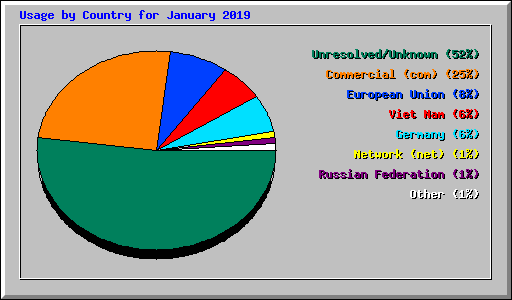 Usage by Country for January 2019
Unresolved/Unknown (52%)
Commercial (com) (25%)
European Union (8%)
Viet Nam (6%)
Germany (6%)
Network (net) (1%)
Russian Federation (1%)
Other (1%)